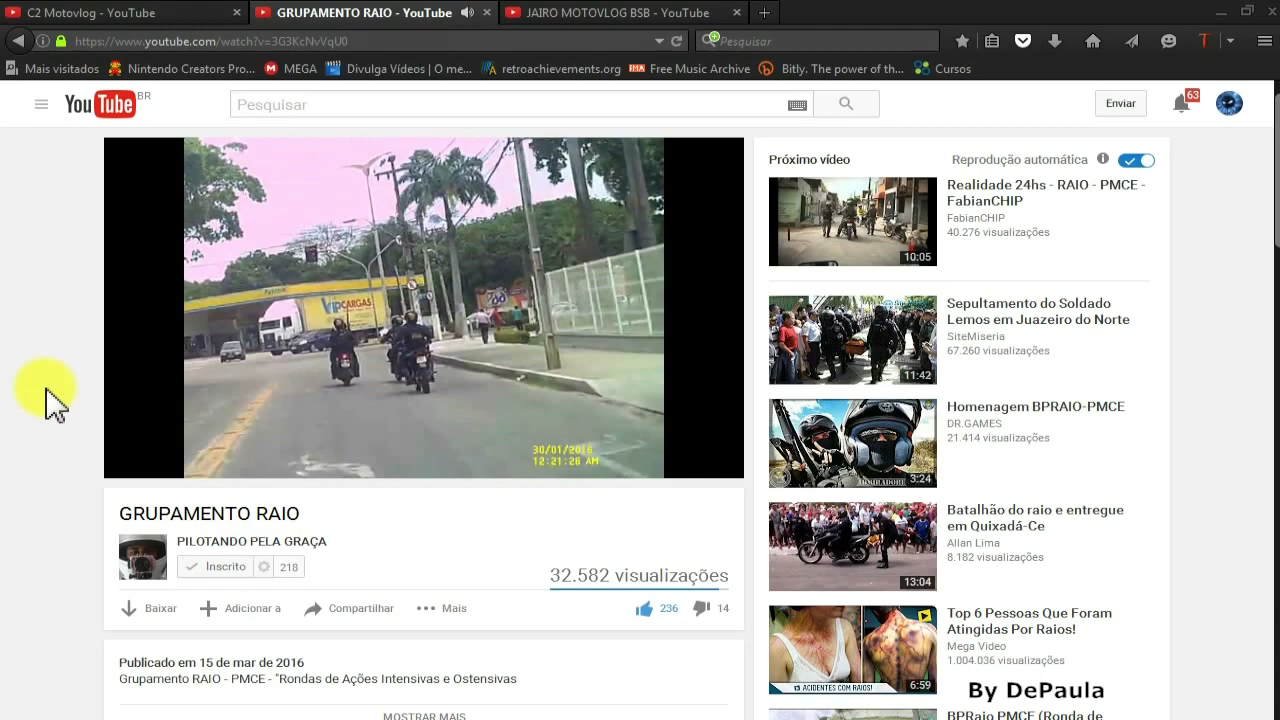 C2 Motovlog - YouTube
GRUPAMENTO RAIO - YouTube
JAIRO MOTOVLOG BSB - YouTube
https://www.youtube.com/watch?v=3G3KcNvVqU0
Pesquisar
Mais visitados
Nintendo Creators Pro...
MEGA
Divulga Vídeos | O me...
retroachievements.org
Free Music Archive
Bitly. The power of th...
Cursos
YouTube BR
Pesquisar
Enviar
63
VIPCARGAS
30/01/2016
12:21:26 AM
GRUPAMENTO RAIO
PILOTANDO PELA GRAÇA
Inscrito 218
32.582 visualizações
Baixar
Adicionar a
Compartilhar
Mais
236
14
Publicado em 15 de mar de 2016
Grupamento RAIO - PMCE - "Rondas de Ações Intensivas e Ostensivas
MOSTRAR MAIS
Próximo vídeo
Reprodução automática
Realidade 24hs - RAIO - PMCE -
FabianCHIP
FabianCHIP
40.276 visualizações
10:05
Sepultamento do Soldado
Lemos em Juazeiro do Norte
SiteMiseria
67.260 visualizações
11:42
Homenagem BPRAIO-PMCE
DR.GAMES
21.414 visualizações
ADMIRADORE
3:24
Batalhão do raio e entregue
em Quixadá-Ce
Allan Lima
8.182 visualizações
13:04
Top 6 Pessoas Que Foram
Atingidas Por Raios!
Mega Video
1.004.036 visualizações
ACIDENTES COM RAIOS!
6:59
By DePaula
BPRaio PMCE (Ronda de